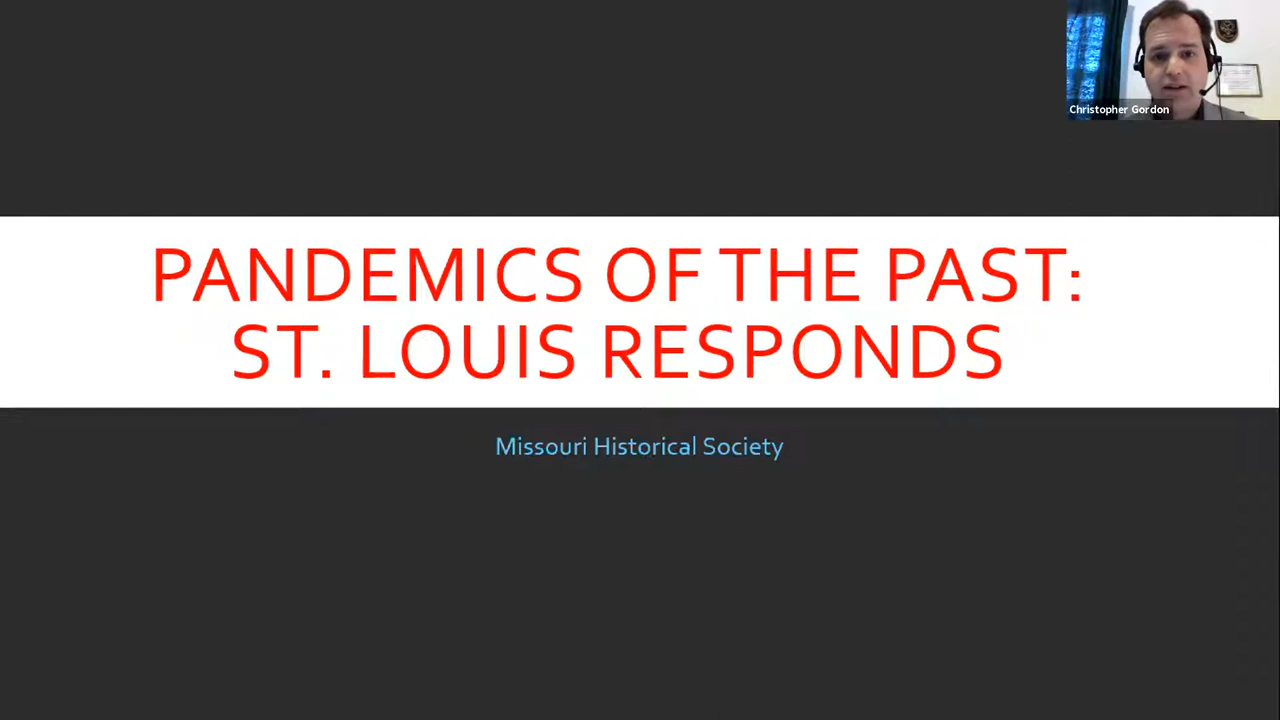 Christopher Gordon
PANDEMICS OF THE PAST:
ST. LOUIS RESPONDS
Missouri Historical Society